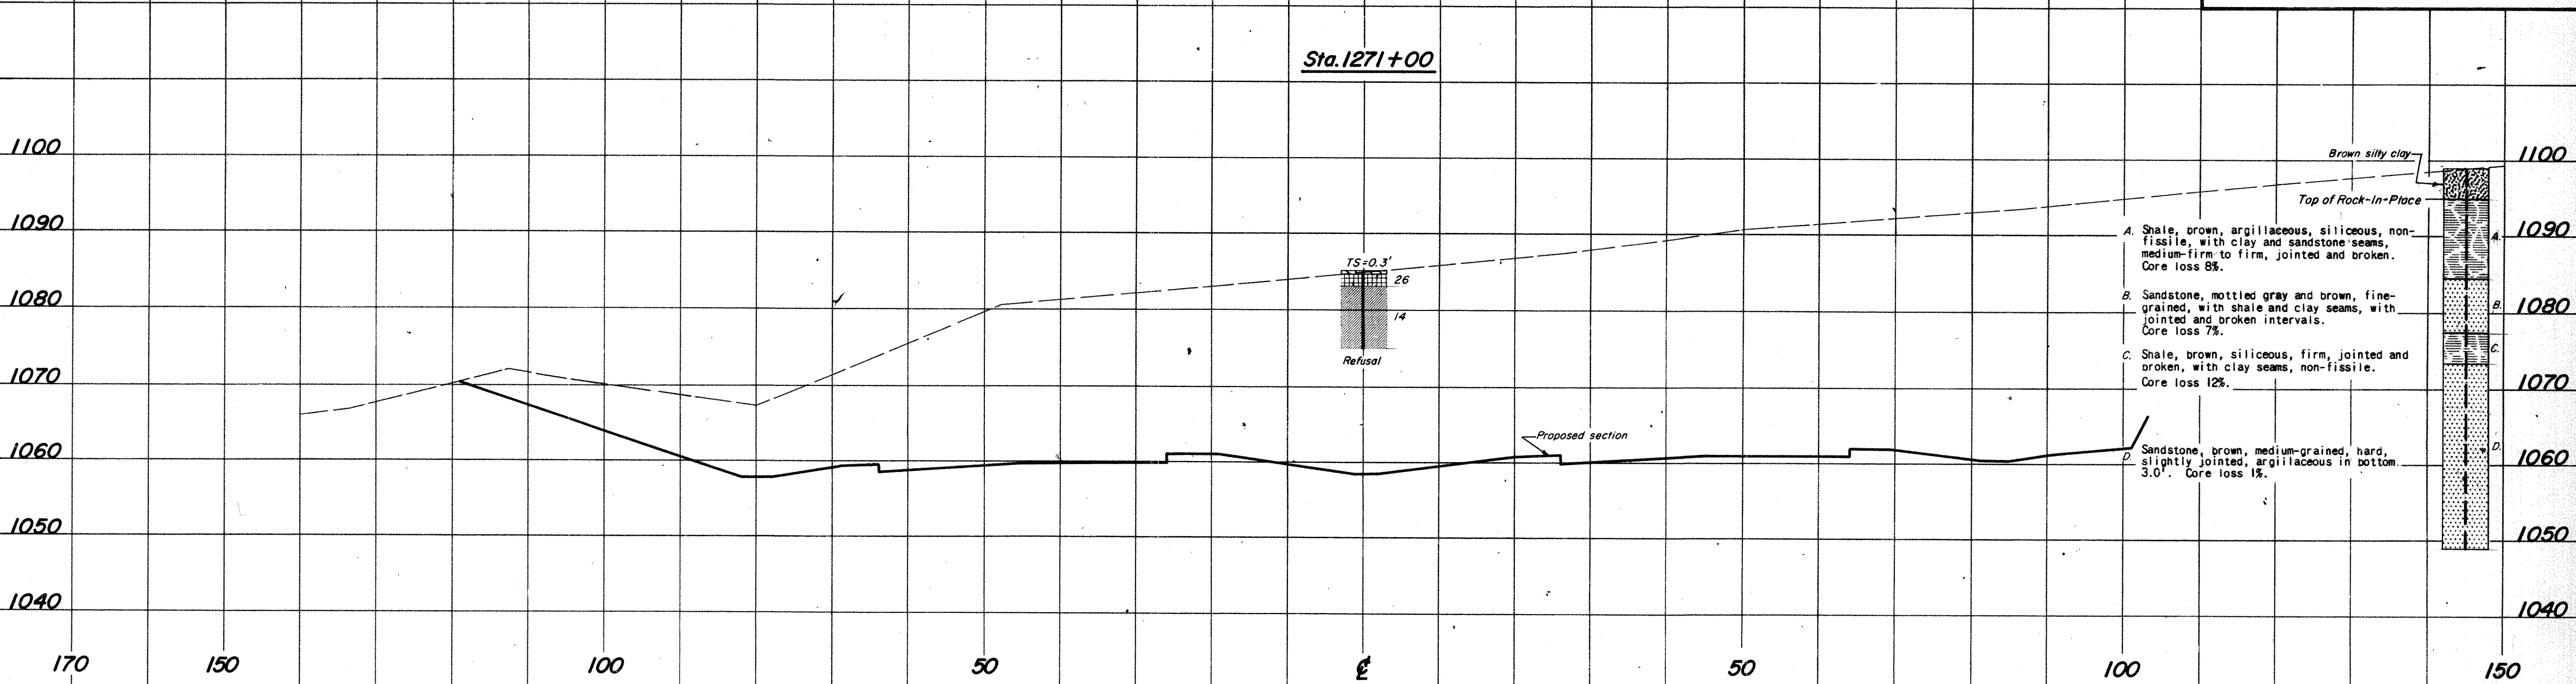 Sta. 1271+00
1100
1090
1080
1070
1060
1050
1040
TS=0.3'
26
14
Refusal
Proposed section
Brown silty clay
Top of Rock-In-Place
A. Shale, brown, argillaceous, siliceous, non-
fissile, with clay and sandstone seams,
medium-firm to firm, jointed and broken.
Core loss 8%.
B. Sandstone, mottled gray and brown, fine-
grained, with shale and clay seams, with
jointed and broken intervals.
Core loss 7%.
C. Shale, brown, siliceous, firm, jointed and
broken, with clay seams, non-fissile.
Core loss 12%.
D. Sandstone, brown, medium-grained, hard,
slightly jointed, argillaceous in bottom
3.0'. Core loss 1%.
A.
B.
C.
D.
1100
1090
1080
1070
1060
1050
1040
170 150 100 50 ℄ 50 100 150